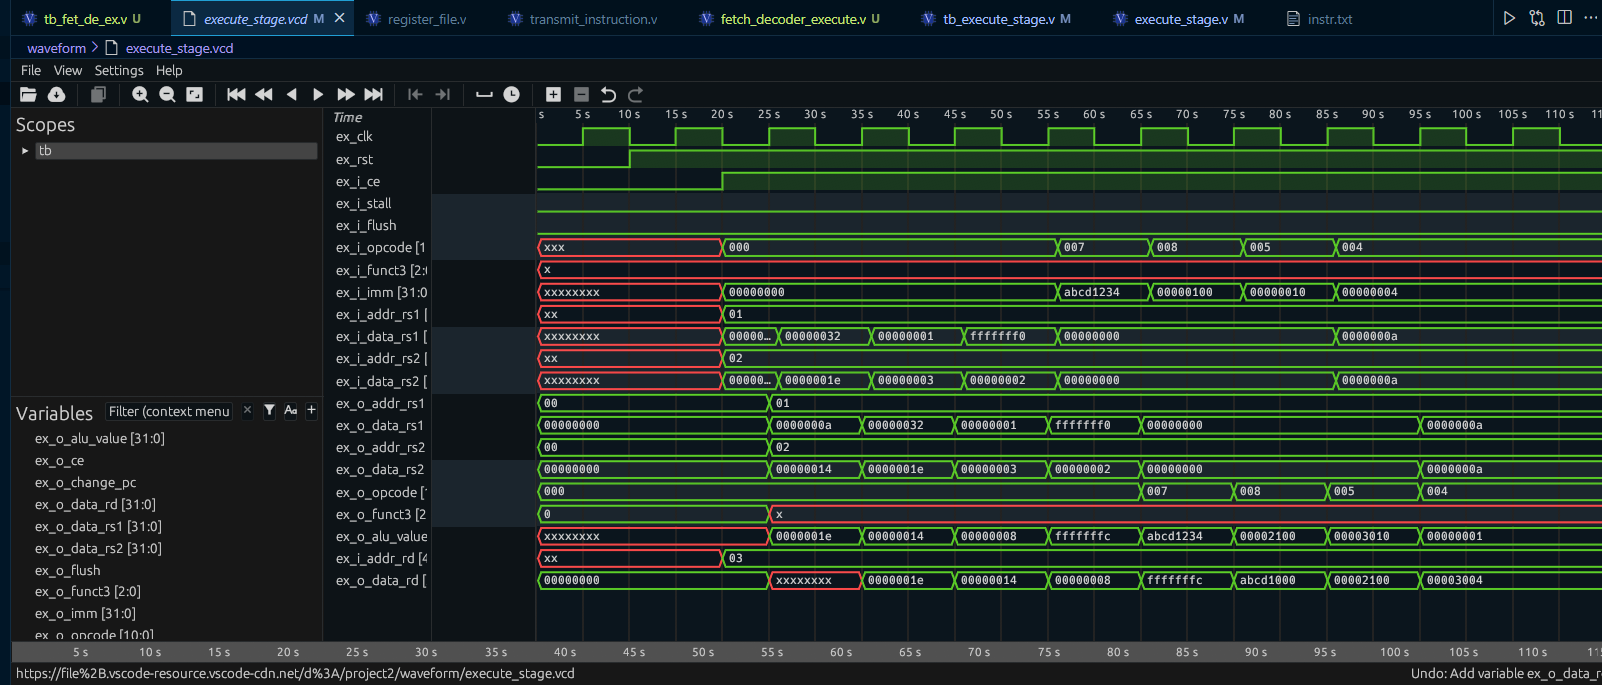 tb_fet_de_ex.v U execute_stage.vcd M register_file.v transmit_instruction.v fetch_decoder_execute.v U tb_execute_stage.v M execute_stage.v M instr.txt
waveform > execute_stage.vcd
File View Settings Help
Scopes
tb
Variables
Filter (context menu
Aa
ex_o_alu_value [31:0]
ex_o_ce
ex_o_change_pc
ex_o_data_rd [31:0]
ex_o_data_rs1 [31:0]
ex_o_data_rs2 [31:0]
ex_o_flush
ex_o_funct3 [2:0]
ex_o_imm [31:0]
ex_o_opcode [10:0]
Time s 5 s 10 s 15 s 20 s 25 s 30 s 35 s 40 s 45 s 50 s 55 s 60 s 65 s 70 s 75 s 80 s 85 s 90 s 95 s 100 s 105 s 110 s 11
ex_clk
ex_rst
ex_i_ce
ex_i_stall
ex_i_flush
ex_i_opcode [1 xxx 000 007 008 005 004
ex_i_funct3 [2:0 x
ex_i_imm [31:0 xxxxxxxx 00000000 abcd1234 00000100 00000010 00000004
ex_i_addr_rs1 [ xx 01
ex_i_data_rs1 [ xxxxxxxx 00000… 00000032 00000001 fffffff0 00000000 0000000a
ex_i_addr_rs2 [ xx 02
ex_i_data_rs2 [ xxxxxxxx 00000… 0000001e 00000003 00000002 00000000 0000000a
ex_o_addr_rs1 00 01
ex_o_data_rs1 00000000 0000000a 00000032 00000001 fffffff0 00000000 0000000a
ex_o_addr_rs2 00 02
ex_o_data_rs2 00000000 00000014 0000001e 00000003 00000002 00000000 0000000a
ex_o_opcode [1 000 007 008 005 004
ex_o_funct3 [2 0 x
ex_o_alu_value xxxxxxxx 0000001e 00000014 00000008 fffffffc abcd1234 00002100 00003010 00000001
ex_i_addr_rd [4 xx 03
ex_o_data_rd [ 00000000 xxxxxxxx 0000001e 00000014 00000008 fffffffc abcd1000 00002100 00003004
5 s 10 s 15 s 20 s 25 s 30 s 35 s 40 s 45 s 50 s 55 s 60 s 65 s 70 s 75 s 80 s 85 s 90 s 95 s 100 s 105 s 110 s 115
https://file%2B.vscode-resource.vscode-cdn.net/d%3A/project2/waveform/execute_stage.vcd Undo: Add variable ex_o_data_r